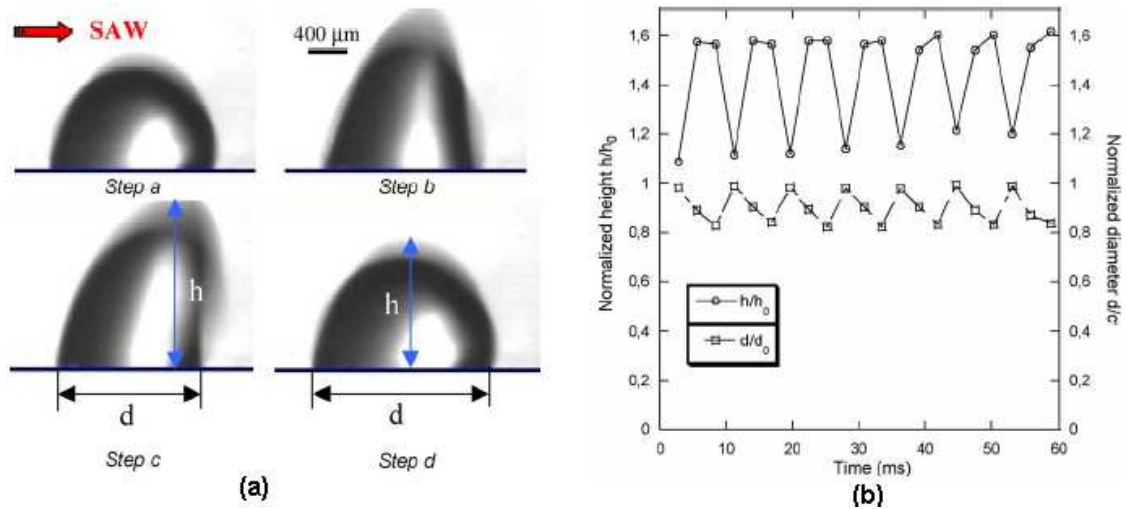 SAW
400 µm
Step a
Step b
h
h
d
d
Step c
Step d
(a)
1,6
1,4
1,2
1
0,8
0,6
0,4
0,2
0
Normalized height h/h0
h/h0
d/d0
1,6
1,4
1,2
1
0,8
0,6
0,4
0,2
0
Normalized diameter d/c
0 10 20 30 40 50 60
Time (ms)
(b)